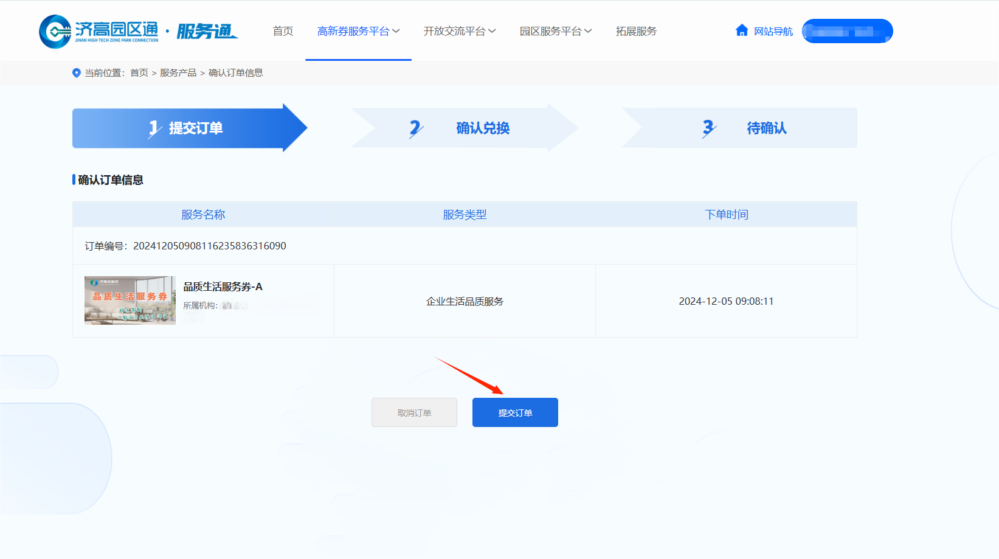 济高园区通·服务通
JINAN HIGH TECH ZONE PARK CONNECTION
首页
高新券服务平台
开放交流平台
园区服务平台
拓展服务
网站导航
当前位置：首页 > 服务产品 > 确认订单信息
1 提交订单
2 确认兑换
3 待确认
确认订单信息
服务名称
服务类型
下单时间
订单编号：202412050908116235836316090
品质生活服务券
品质生活服务券-A
所属机构：
企业生活品质服务
2024-12-05 09:08:11
取消订单
提交订单